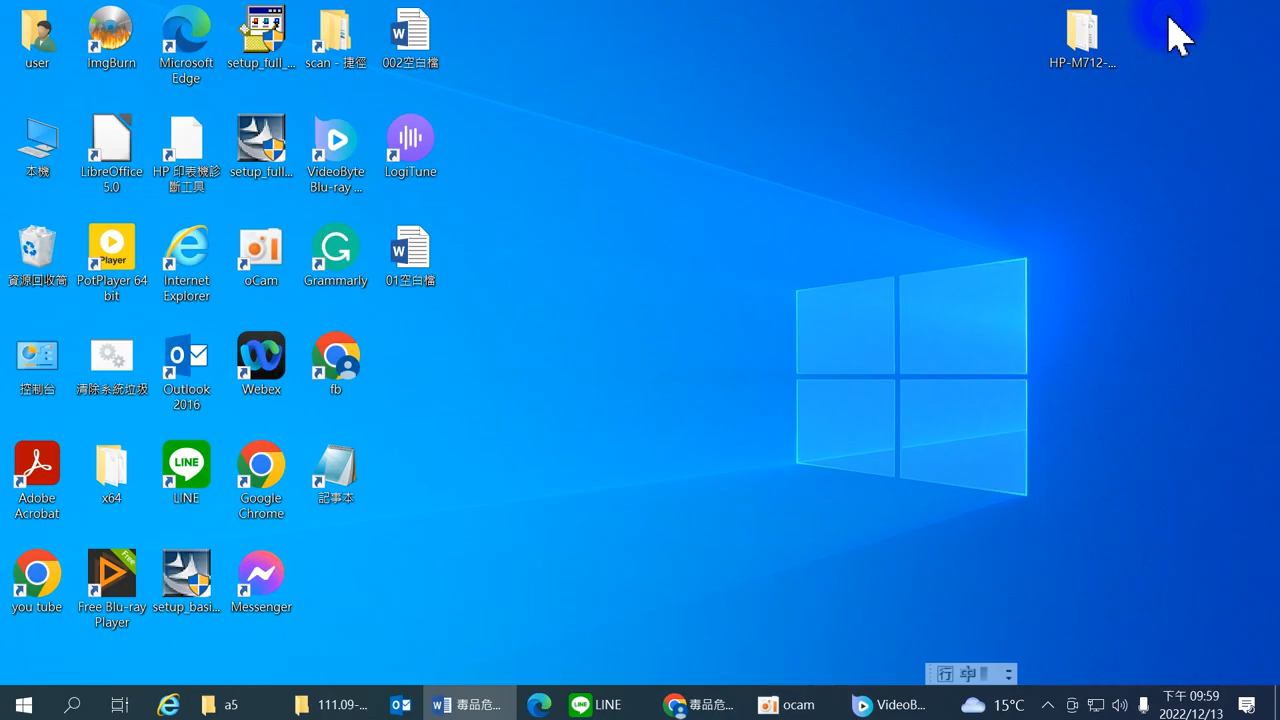 user
ImgBurn
Microsoft
Edge
setup_full_...
scan - 捷徑
002空白檔
HP-M712-...
本機
LibreOffice
5.0
HP 印表機診
斷工具
setup_full...
VideoByte
Blu-ray ...
LogiTune
資源回收筒
Player
PotPlayer 64
bit
Internet
Explorer
oCam
Grammarly
01空白檔
控制台
清除系統垃圾
Outlook
2016
Webex
fb
Adobe
Acrobat
x64
LINE
LINE
Google
Chrome
記事本
you tube
Free
Free Blu-ray
Player
setup_basi...
Messenger
行 中
a5
111.09-...
毒品危...
LINE
毒品危...
ocam
VideoB...
15°C
下午 09:59
2022/12/13